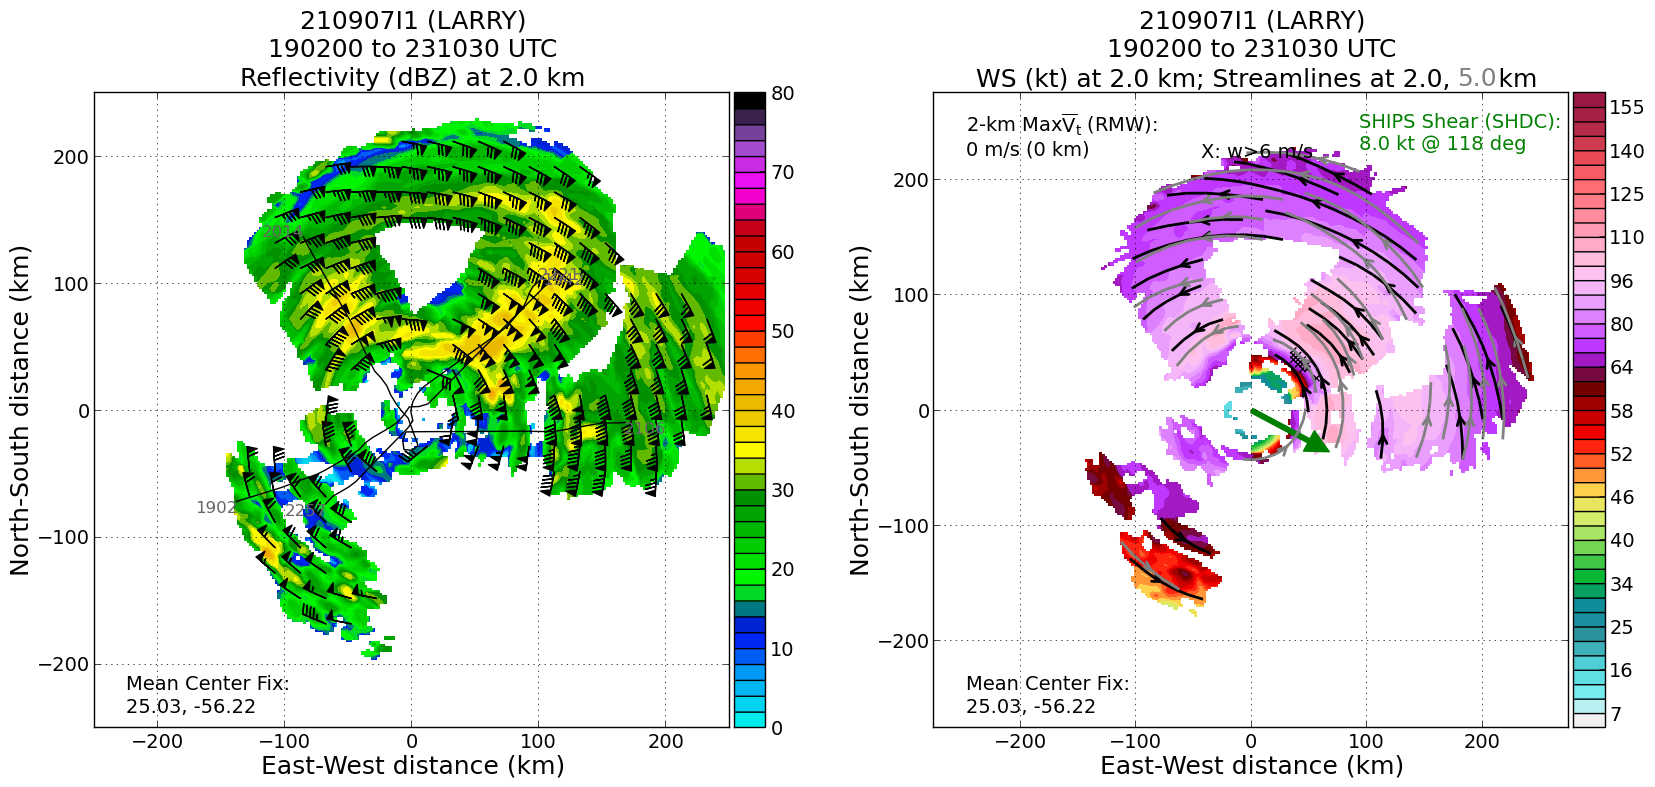 210907I1 (LARRY)
190200 to 231030 UTC
Reflectivity (dBZ) at 2.0 km
North-South distance (km)
200
100
0
−100
−200
−200
−100
0
100
200
East-West distance (km)
2014
2221
1902
Mean Center Fix:
25.03, -56.22
80
70
60
50
40
30
20
10
0
210907I1 (LARRY)
190200 to 231030 UTC
WS (kt) at 2.0 km; Streamlines at 2.0, 5.0km
2-km MaxV̅t (RMW):
0 m/s (0 km)
X: w>6 m/s
SHIPS Shear (SHDC):
8.0 kt @ 118 deg
North-South distance (km)
200
100
0
−100
−200
−200
−100
0
100
200
East-West distance (km)
Mean Center Fix:
25.03, -56.22
155
140
125
110
96
80
64
58
52
46
40
34
25
16
7